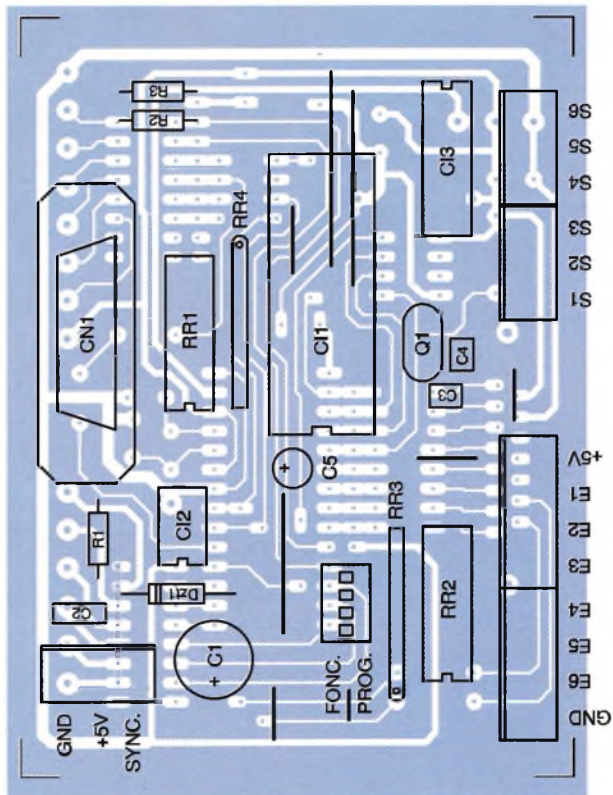 R3
R2
S6
S5
S4
S3
S2
S1
CI3
RR4
CN1
RR1
CI1
Q1
C4
C3
+5V
C5
E1
E2
E3
E4
E5
E6
GND
RR3
CI2
R1
RR2
Dz1
C2
C1
+
+
FONC.
PROG.
GND
+5V
SYNC.